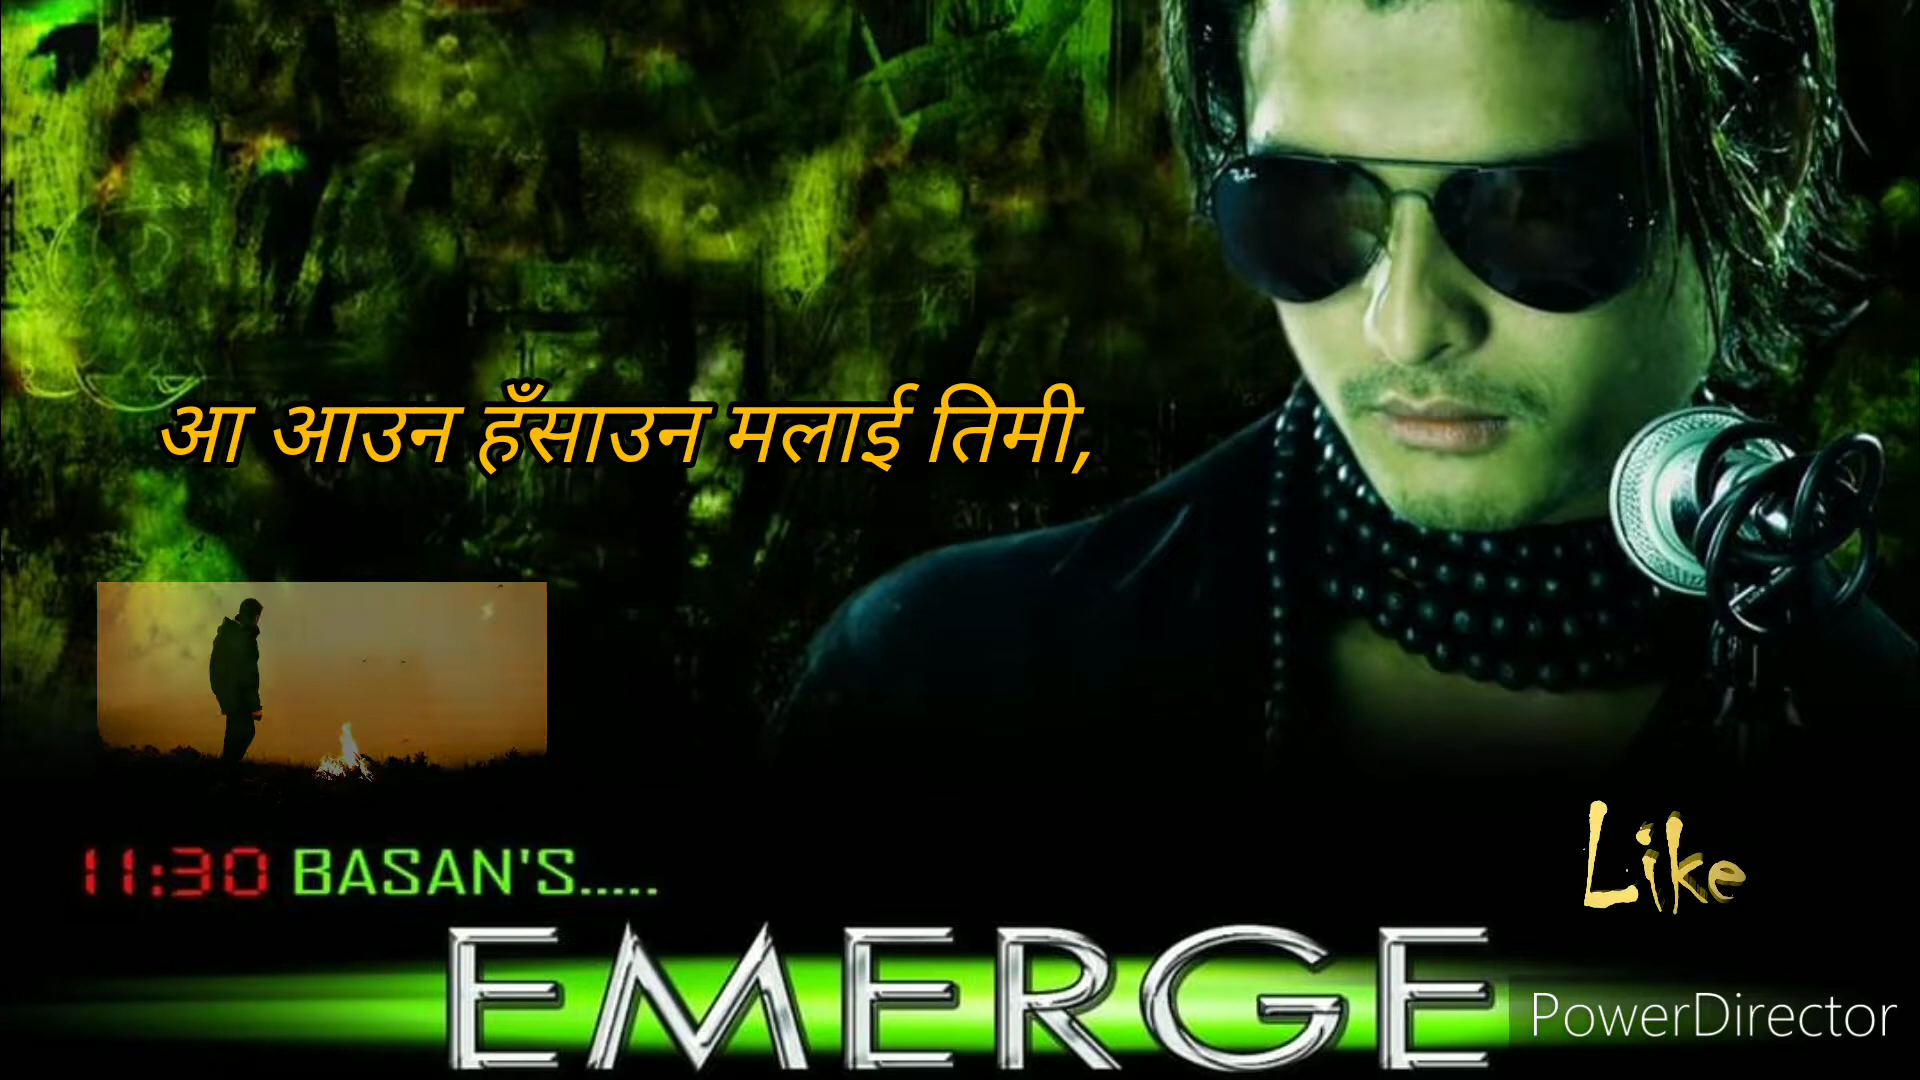 आ आउन हँसाउन मलाई तिमी,
11:30 BASAN'S.....
Like
EMERGE
PowerDirector